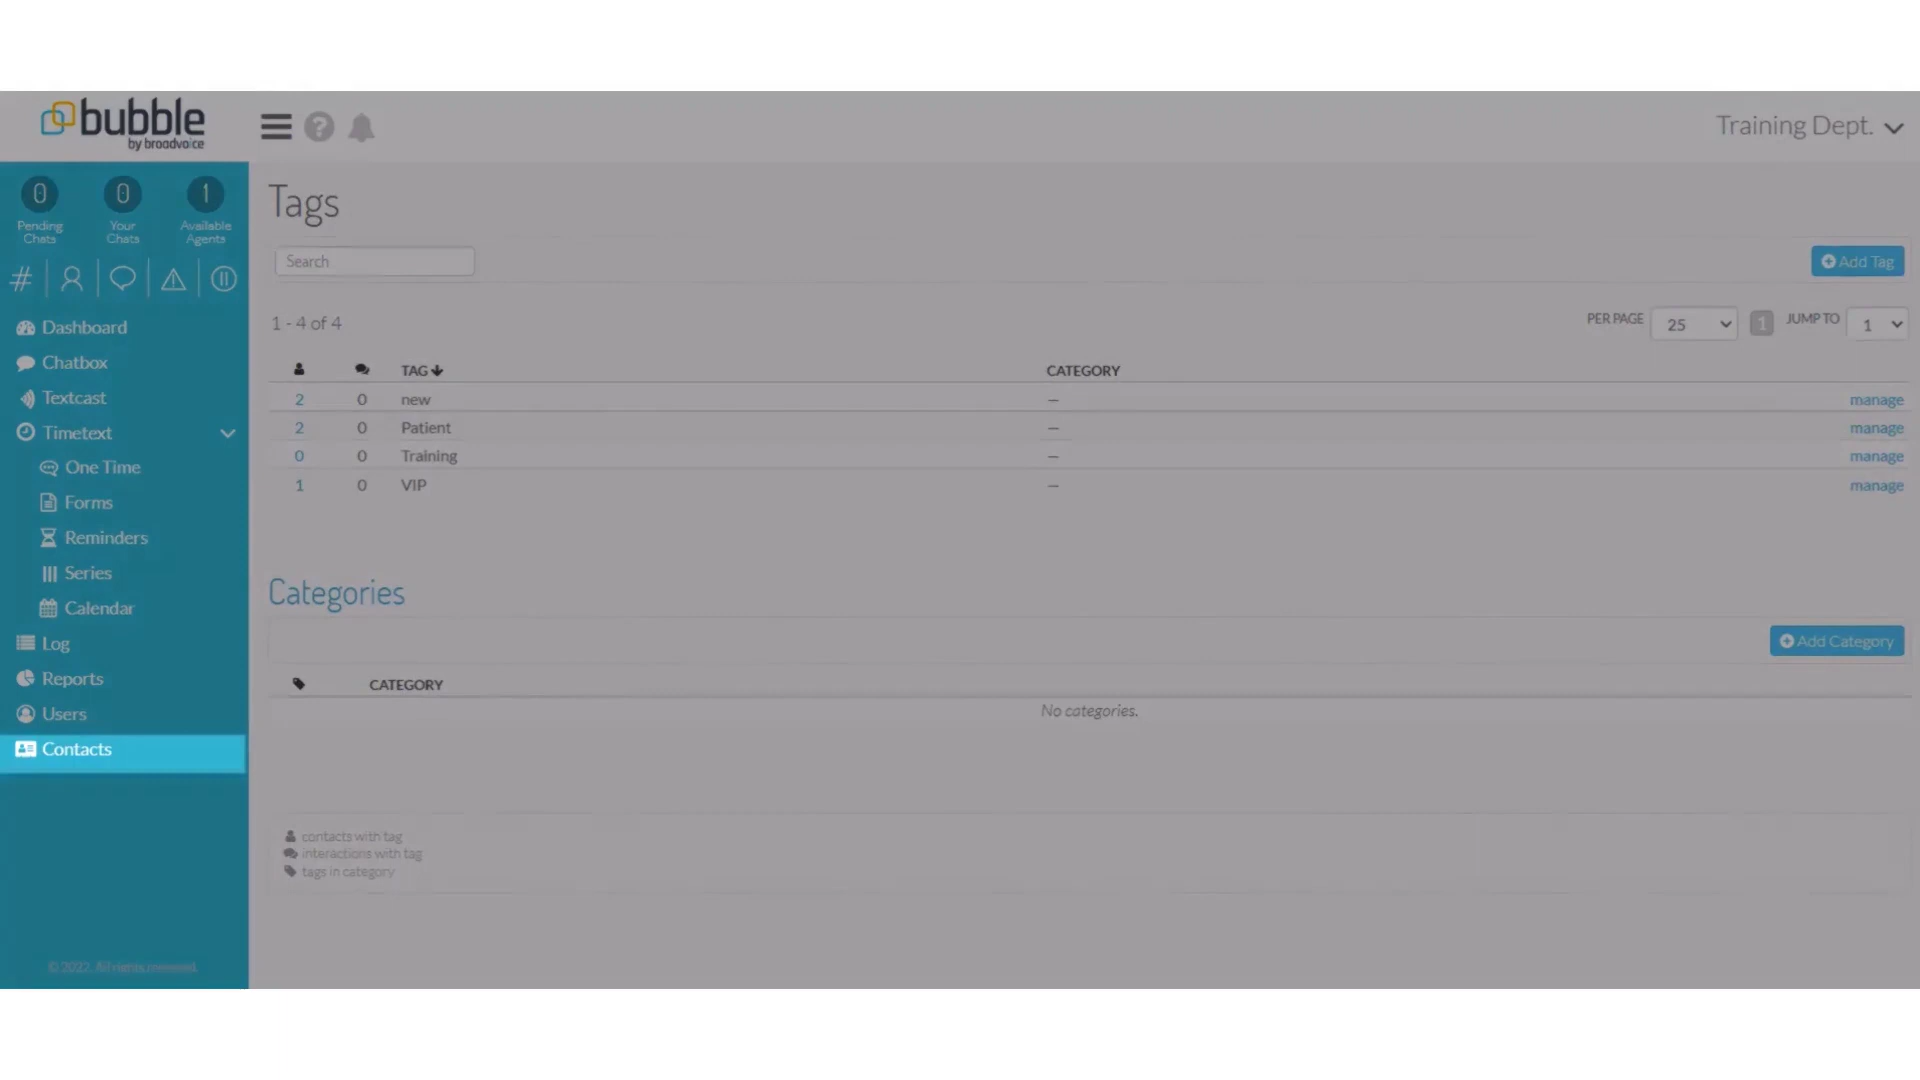 bubble
by broadvoice
Training Dept.
0 0 1
Pending Chats Your Chats Available Agents
Dashboard
Chatbox
Textcast
Timetext
One Time
Forms
Reminders
Series
Calendar
Log
Reports
Users
Contacts
© 2022. All rights reserved.
Tags
Search
Add Tag
1 - 4 of 4
PER PAGE 25 1 JUMP TO 1
TAG CATEGORY
2 0 new – manage
2 0 Patient – manage
0 0 Training – manage
1 0 VIP – manage
Categories
Add Category
CATEGORY
No categories.
contacts with tag
interactions with tag
tags in category